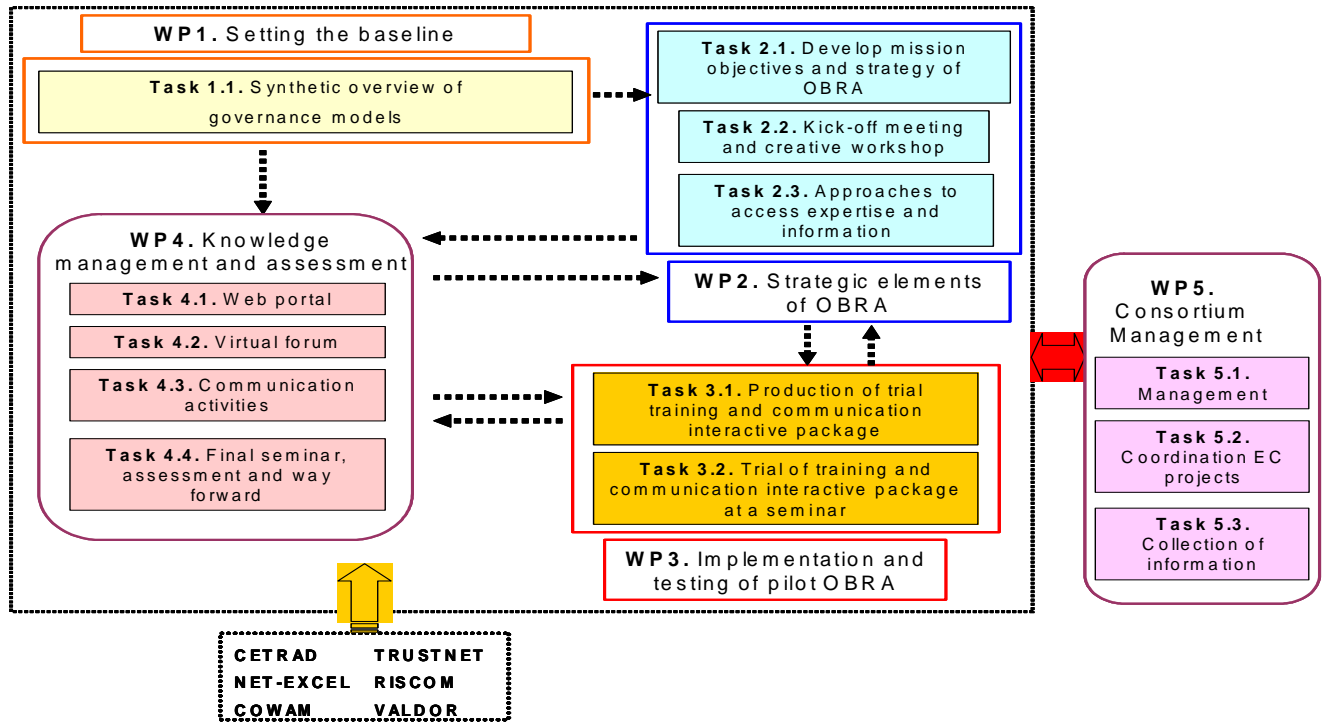 WP1. Setting the baseline
Task 1.1. Synthetic overview of
governance models
Task 2.1. Develop mission
objectives and strategy of
OBRA
Task 2.2. Kick-off meeting
and creative workshop
Task 2.3. Approaches to
access expertise and
information
WP2. Strategic elements
of OBRA
WP4. Knowledge
management and assessment
Task 4.1. Web portal
Task 4.2. Virtual forum
Task 4.3. Communication
activities
Task 4.4. Final seminar,
assessment and way
forward
Task 3.1. Production of trial
training and communication
interactive package
Task 3.2. Trial of training and
communication interactive package
at a seminar
WP3. Implementation and
testing of pilot OBRA
WP5.
Consortium
Management
Task 5.1.
Management
Task 5.2.
Coordination EC
projects
Task 5.3.
Collection of
information
CETRAD TRUSTNET
NET-EXCEL RISCOM
COWAM VALDOR